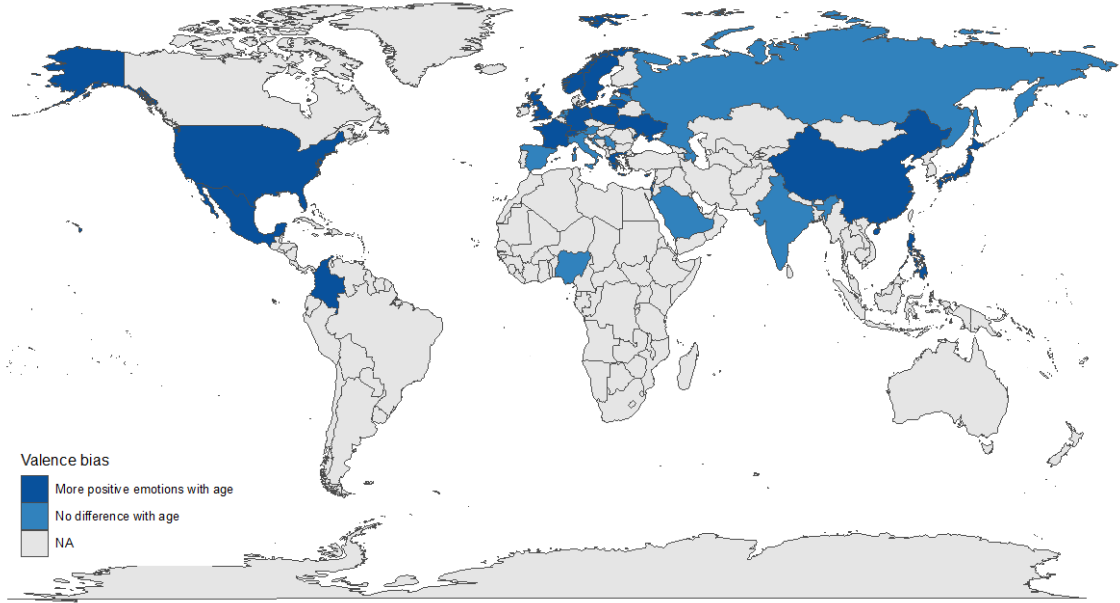 Valence bias
More positive emotions with age
No difference with age
NA